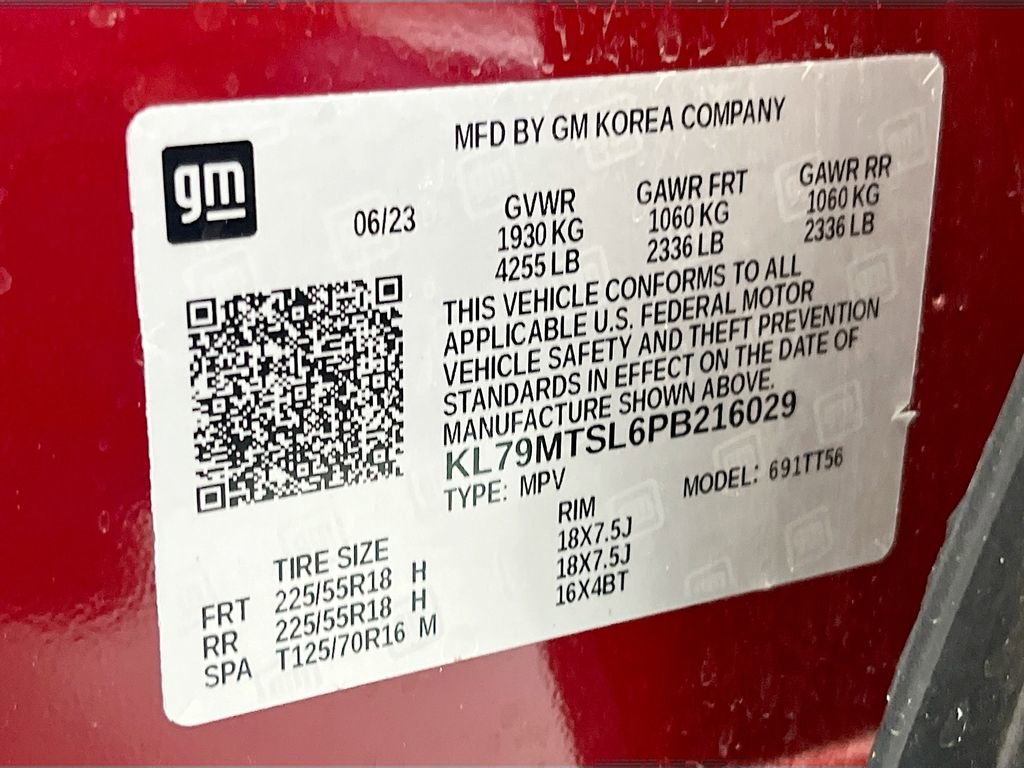 MFD BY GM KOREA COMPANY
gm
06/23
GVWR GAWR FRT GAWR RR
1930 KG 1060 KG 1060 KG
4255 LB 2336 LB 2336 LB
THIS VEHICLE CONFORMS TO ALL
APPLICABLE U.S. FEDERAL MOTOR
VEHICLE SAFETY AND THEFT PREVENTION
STANDARDS IN EFFECT ON THE DATE OF
MANUFACTURE SHOWN ABOVE.
KL79MTSL6PB216029
TYPE: MPV MODEL: 691TT56
TIRE SIZE RIM
FRT 225/55R18 H 18X7.5J
RR 225/55R18 H 18X7.5J
SPA T125/70R16 M 16X4BT